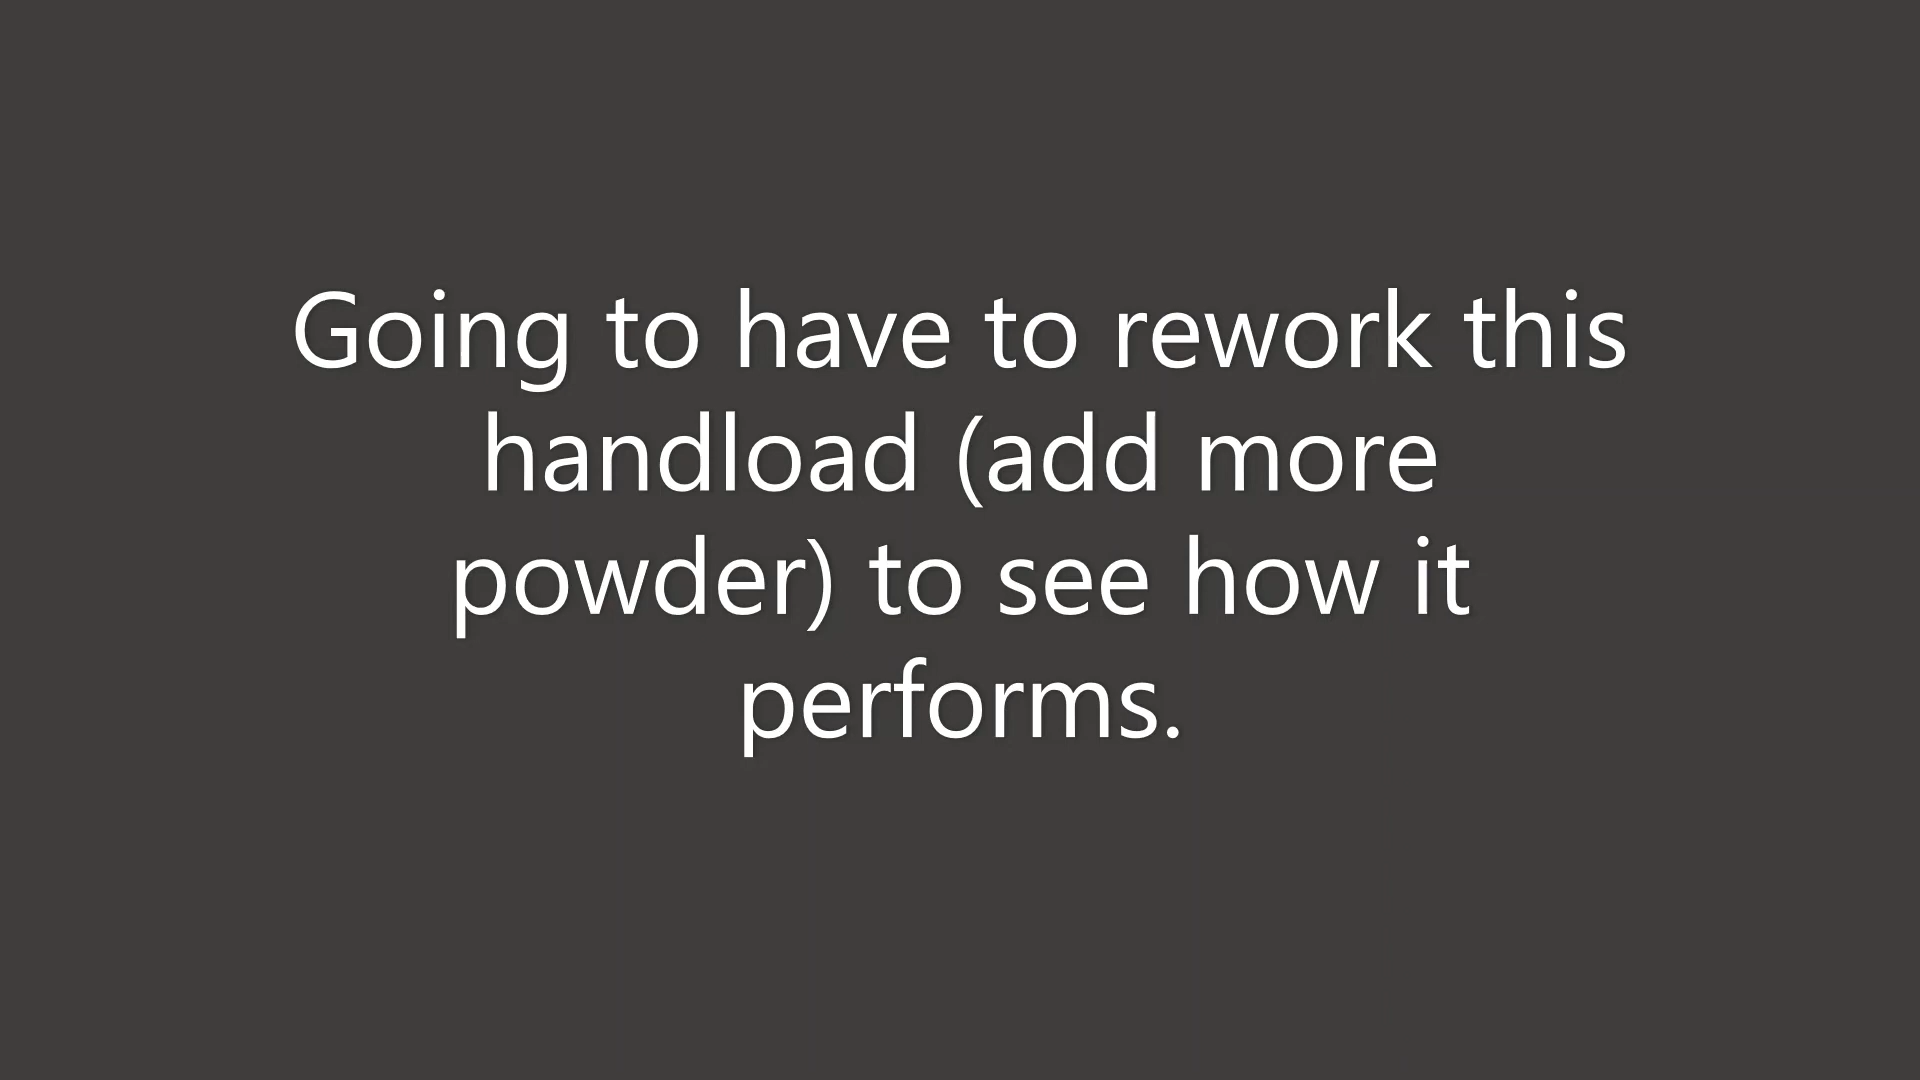 Going to have to rework this
handload (add more
powder) to see how it
performs.